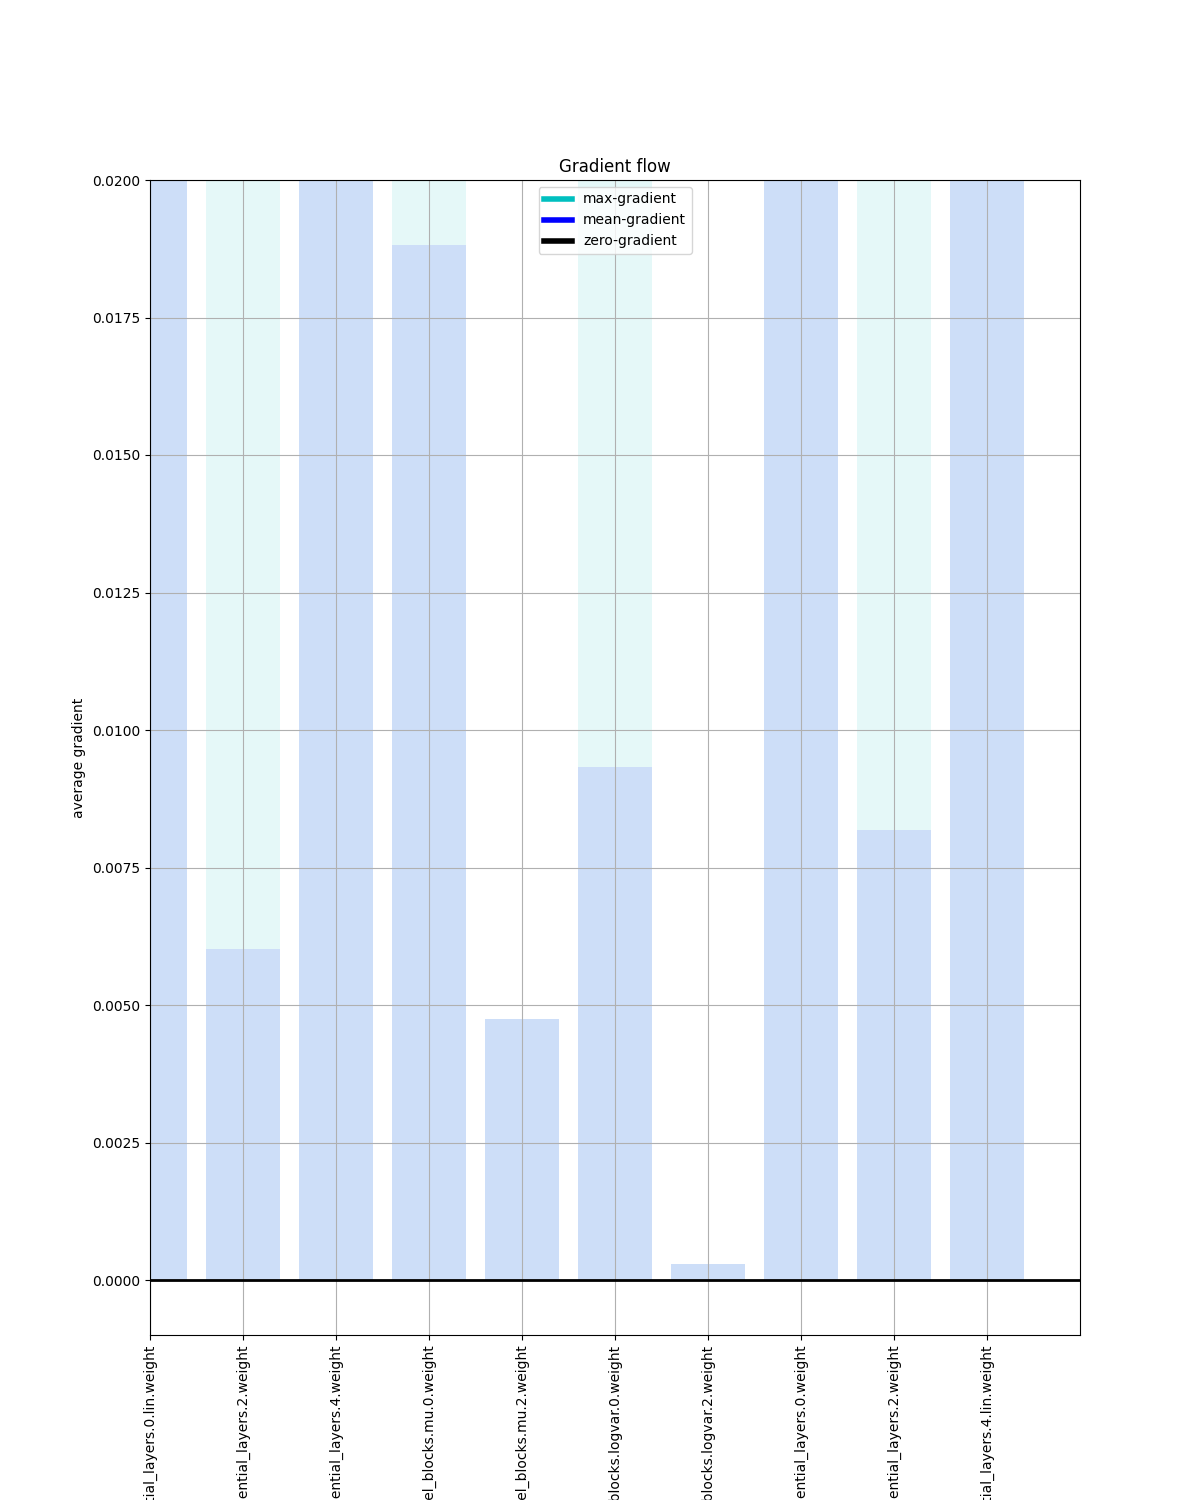 Gradient flow
max-gradient
mean-gradient
zero-gradient
0.0200
0.0175
0.0150
0.0125
0.0100
0.0075
0.0050
0.0025
0.0000
average gradient
tial_layers.0.lin.weight
ential_layers.2.weight
ential_layers.4.weight
el_blocks.mu.0.weight
el_blocks.mu.2.weight
blocks.logvar.0.weight
blocks.logvar.2.weight
ential_layers.0.weight
ential_layers.2.weight
tial_layers.4.lin.weight